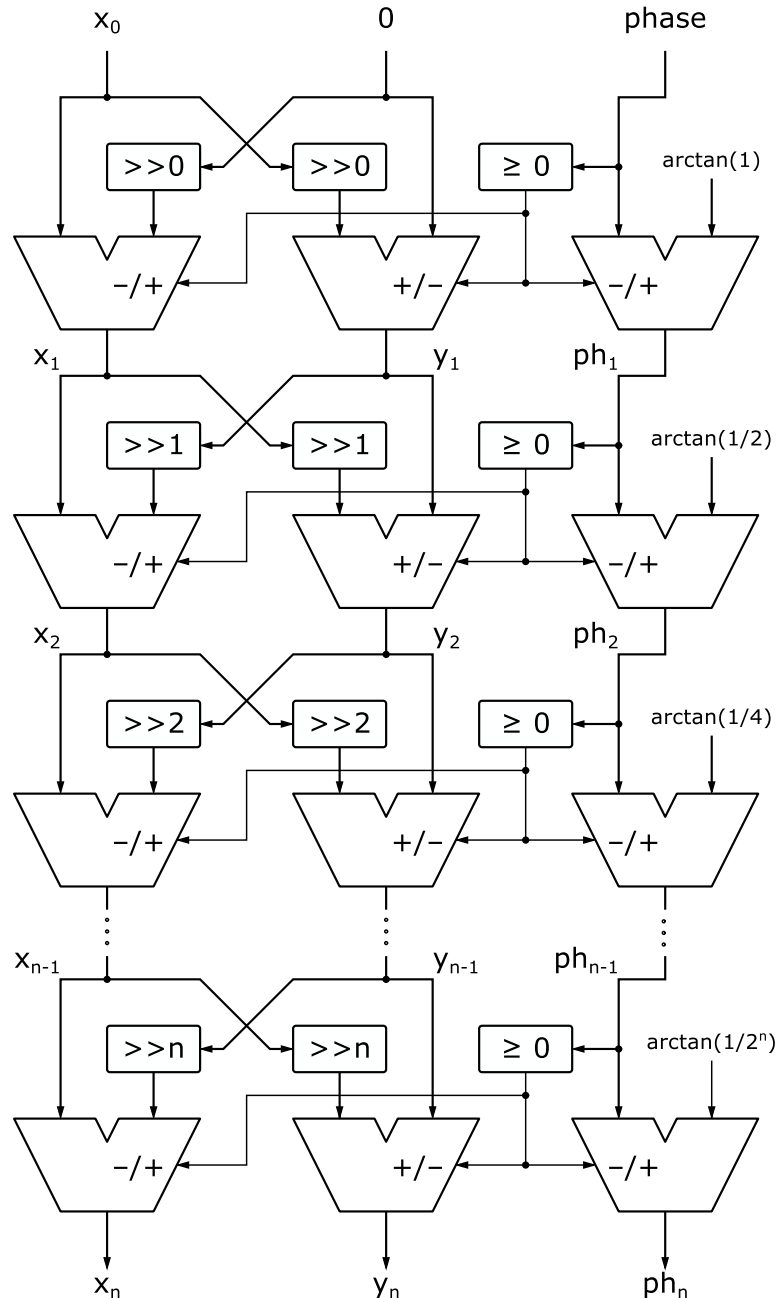 x₀ 0 phase
>>0 >>0 ≥ 0 arctan(1)
–/+ +/– –/+
x₁ y₁ ph₁
>>1 >>1 ≥ 0 arctan(1/2)
–/+ +/– –/+
x₂ y₂ ph₂
>>2 >>2 ≥ 0 arctan(1/4)
–/+ +/– –/+
xₙ₋₁ yₙ₋₁ phₙ₋₁
>>n >>n ≥ 0 arctan(1/2ⁿ)
–/+ +/– –/+
xₙ yₙ phₙ